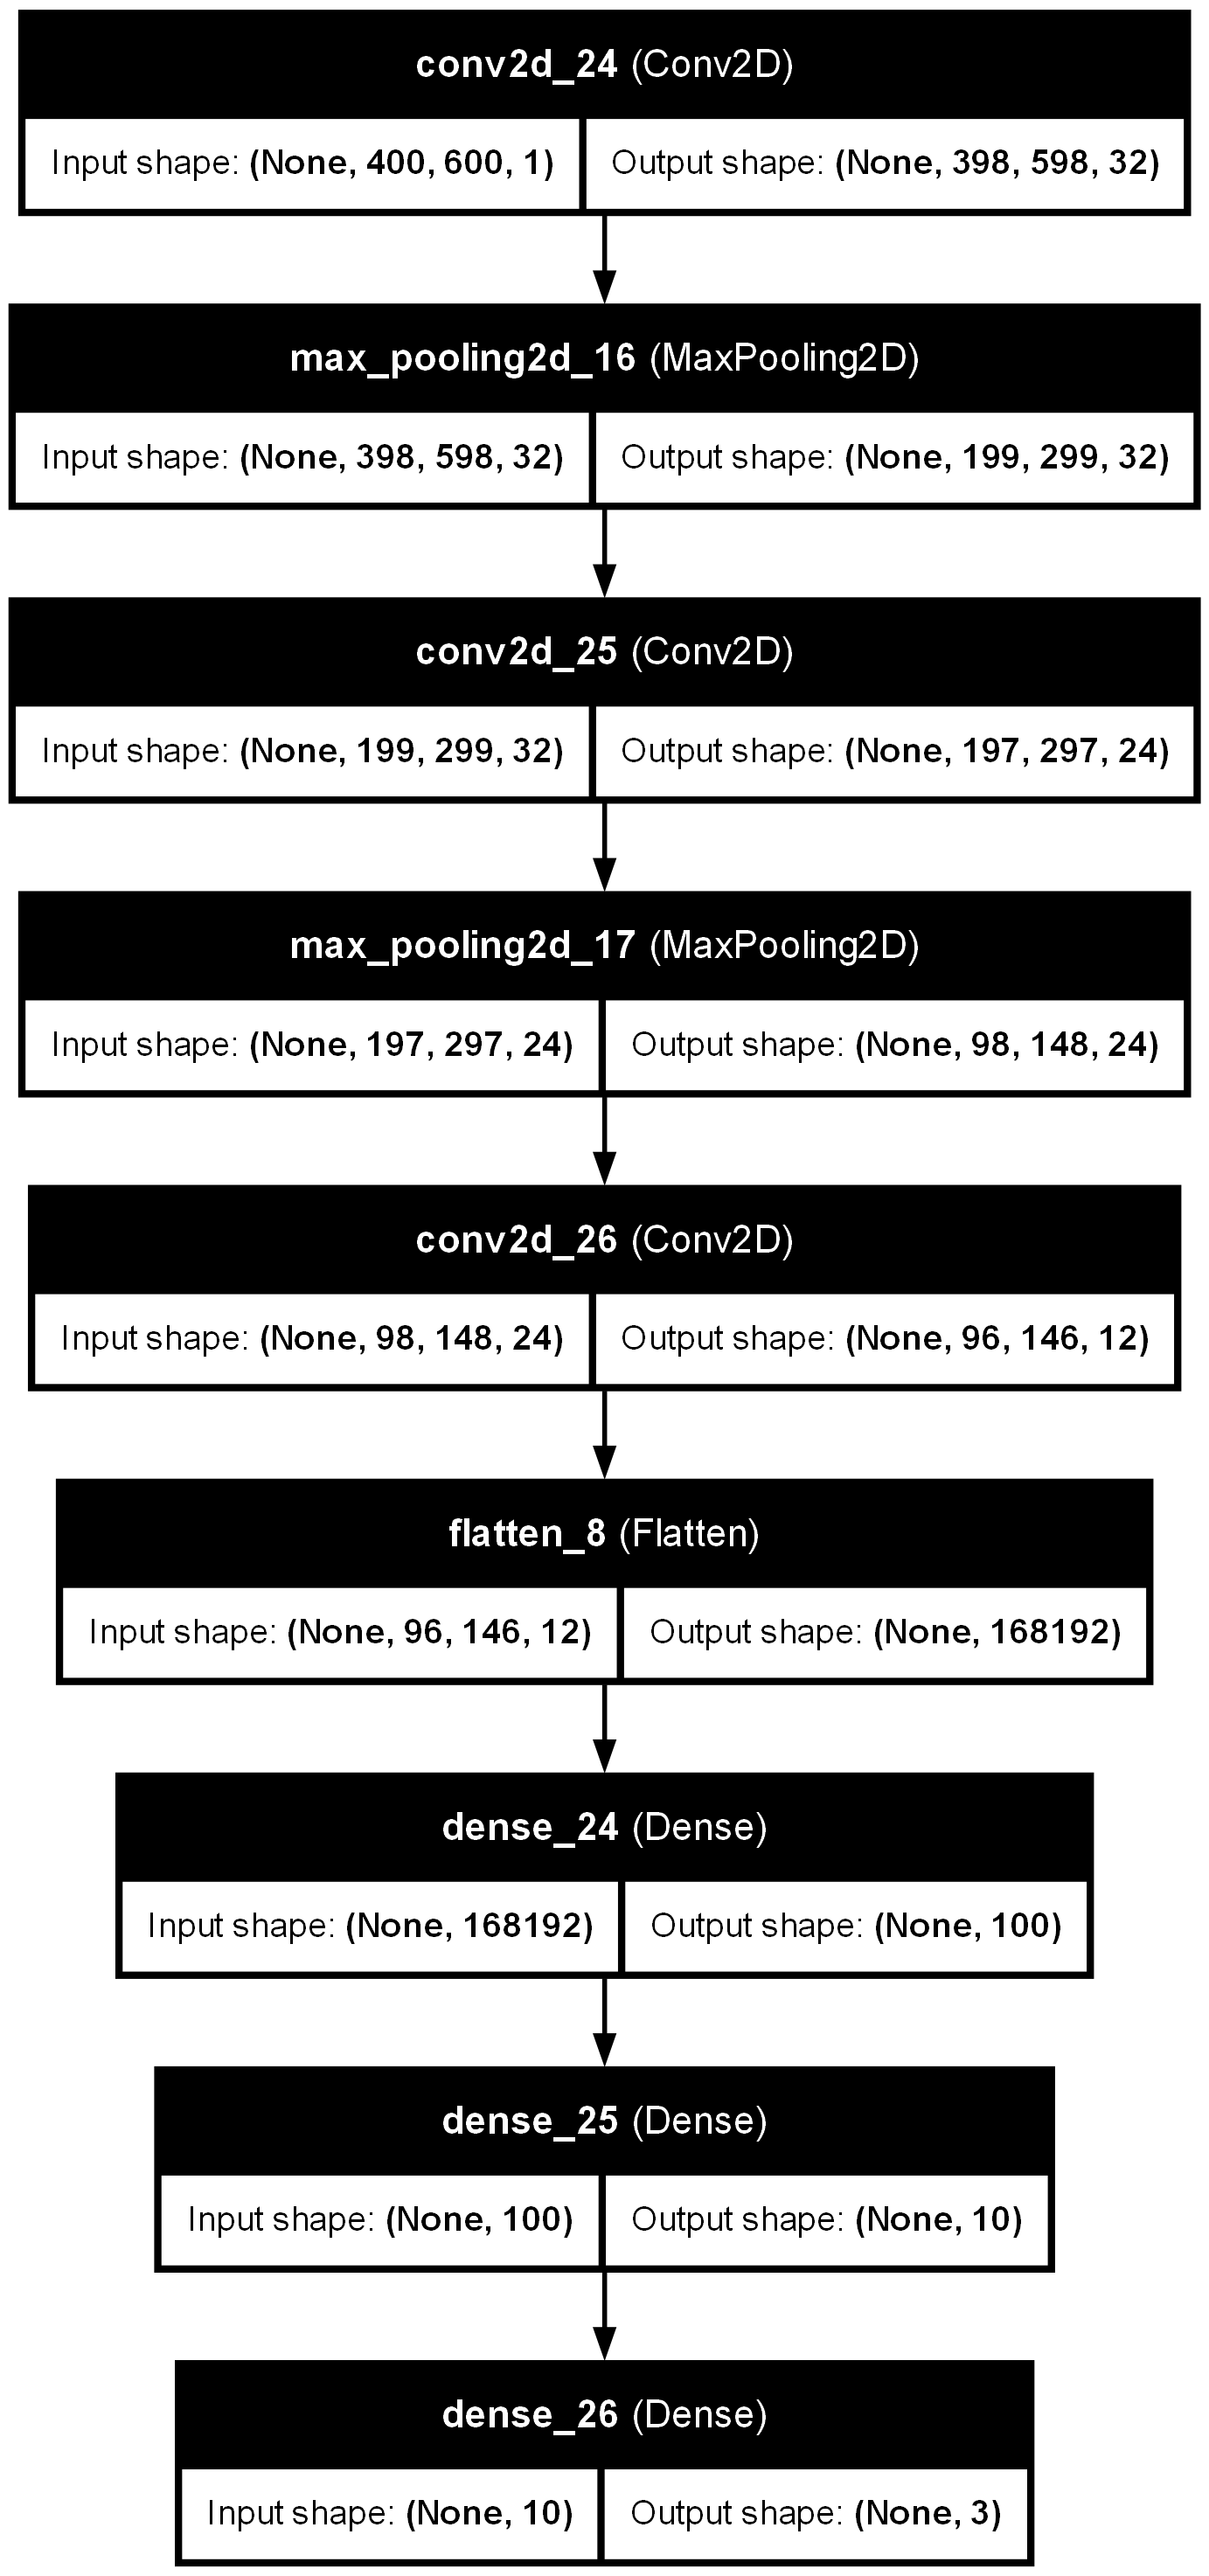 conv2d_24 (Conv2D)
Input shape: (None, 400, 600, 1) Output shape: (None, 398, 598, 32)
max_pooling2d_16 (MaxPooling2D)
Input shape: (None, 398, 598, 32) Output shape: (None, 199, 299, 32)
conv2d_25 (Conv2D)
Input shape: (None, 199, 299, 32) Output shape: (None, 197, 297, 24)
max_pooling2d_17 (MaxPooling2D)
Input shape: (None, 197, 297, 24) Output shape: (None, 98, 148, 24)
conv2d_26 (Conv2D)
Input shape: (None, 98, 148, 24) Output shape: (None, 96, 146, 12)
flatten_8 (Flatten)
Input shape: (None, 96, 146, 12) Output shape: (None, 168192)
dense_24 (Dense)
Input shape: (None, 168192) Output shape: (None, 100)
dense_25 (Dense)
Input shape: (None, 100) Output shape: (None, 10)
dense_26 (Dense)
Input shape: (None, 10) Output shape: (None, 3)